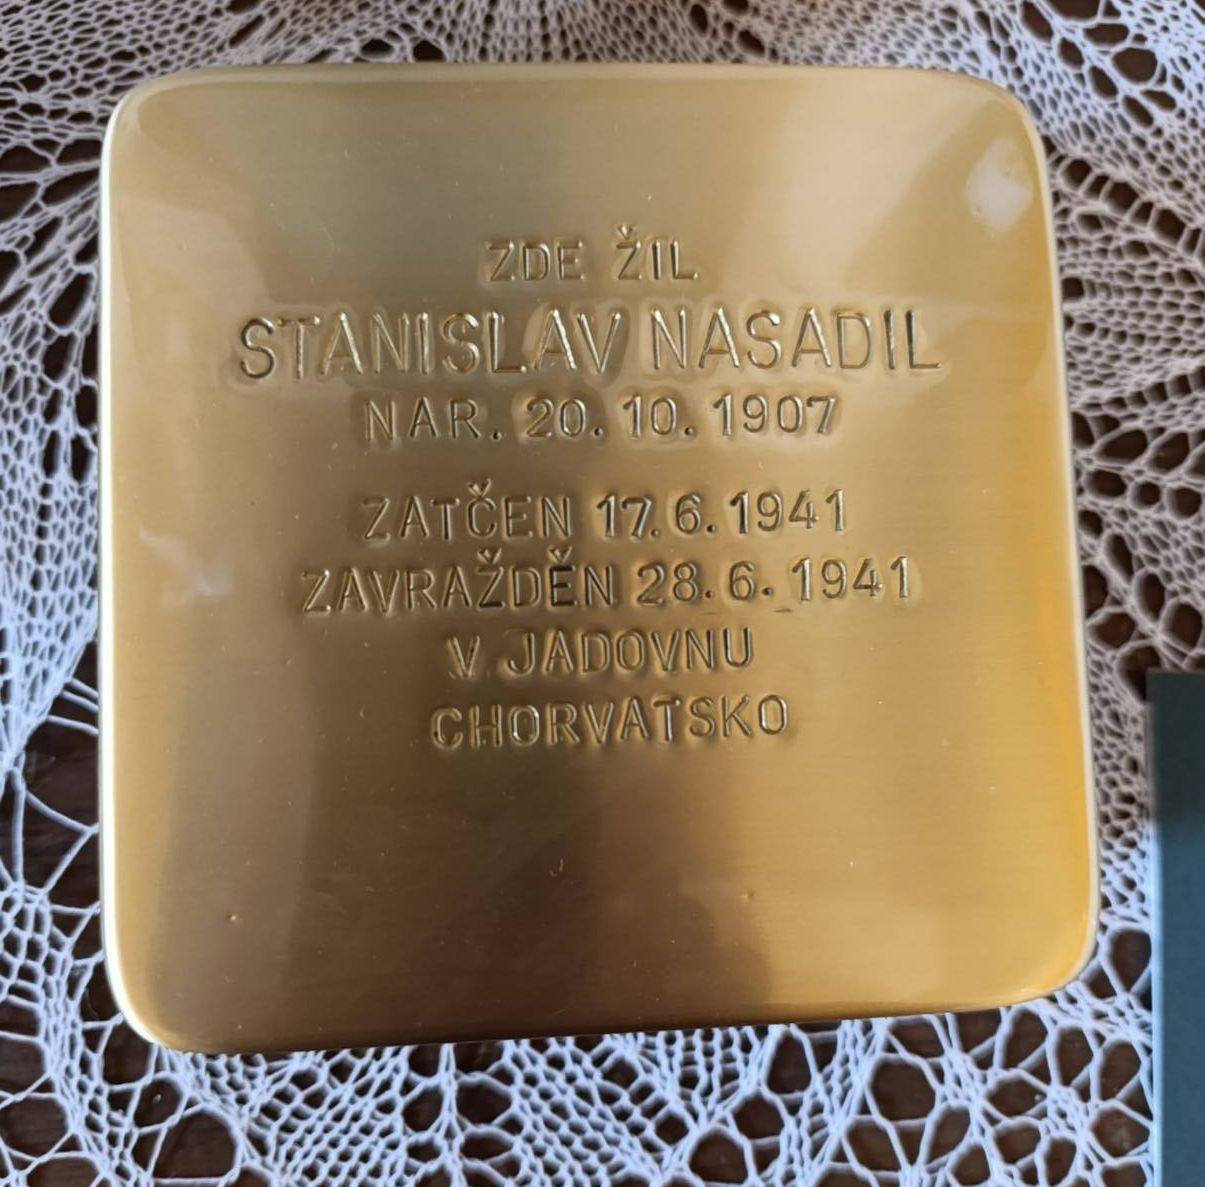 ZDE ŽIL
STANISLAV NASADIL
NAR. 20. 10. 1907
ZATČEN 17. 6. 1941
ZAVRAŽDĚN 28. 6. 1941
V JADOVNU
CHORVATSKO